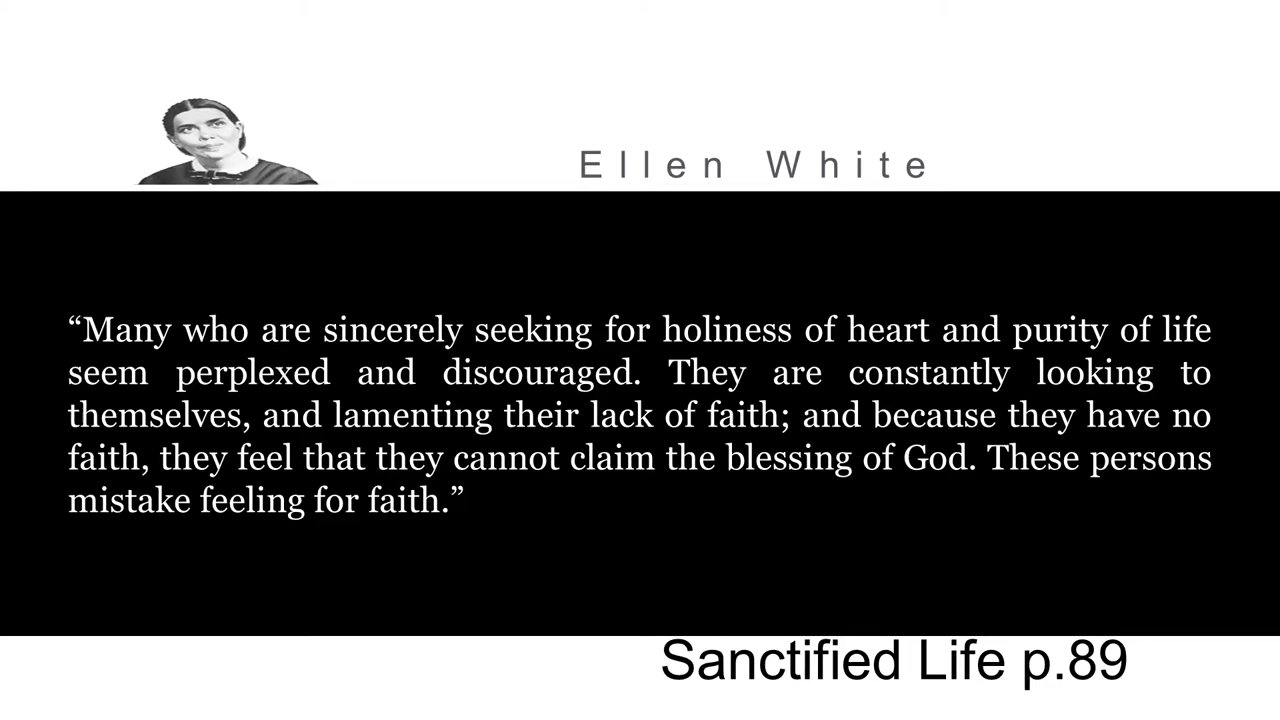 Ellen White
“Many who are sincerely seeking for holiness of heart and purity of life
seem perplexed and discouraged. They are constantly looking to
themselves, and lamenting their lack of faith; and because they have no
faith, they feel that they cannot claim the blessing of God. These persons
mistake feeling for faith.”
Sanctified Life p.89